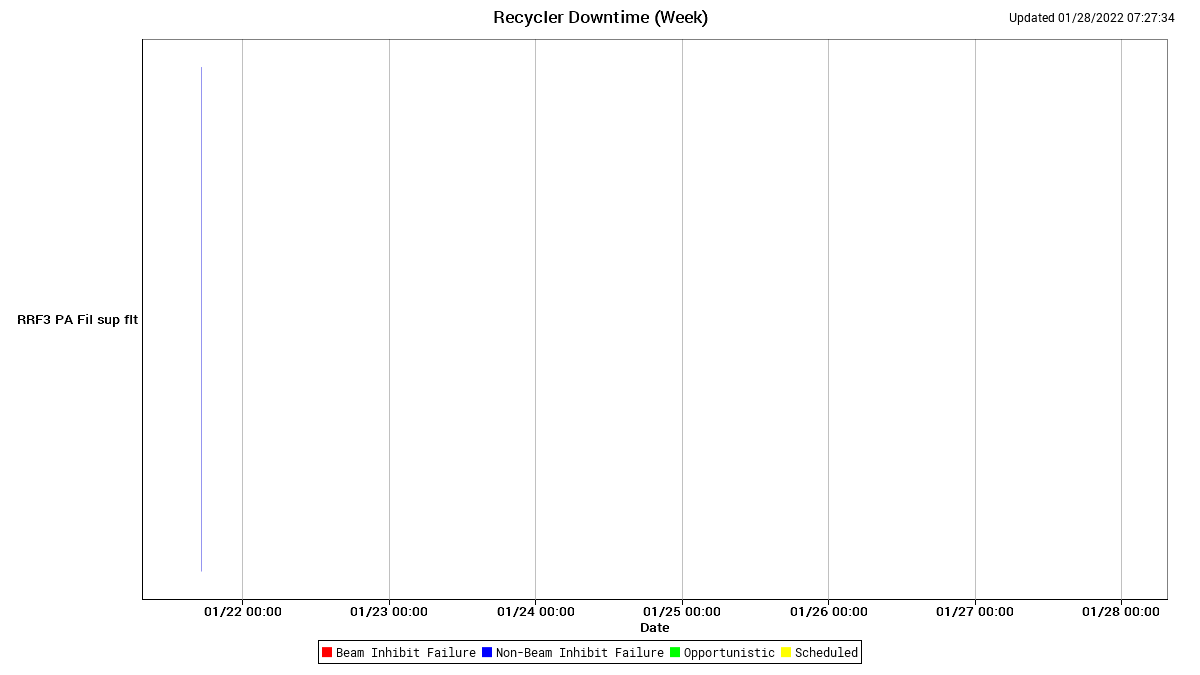 Recycler Downtime (Week)
Updated 01/28/2022 07:27:34
RRF3 PA Fil sup flt
01/22 00:00 01/23 00:00 01/24 00:00 01/25 00:00 01/26 00:00 01/27 00:00 01/28 00:00
Date
Beam Inhibit Failure Non-Beam Inhibit Failure Opportunistic Scheduled